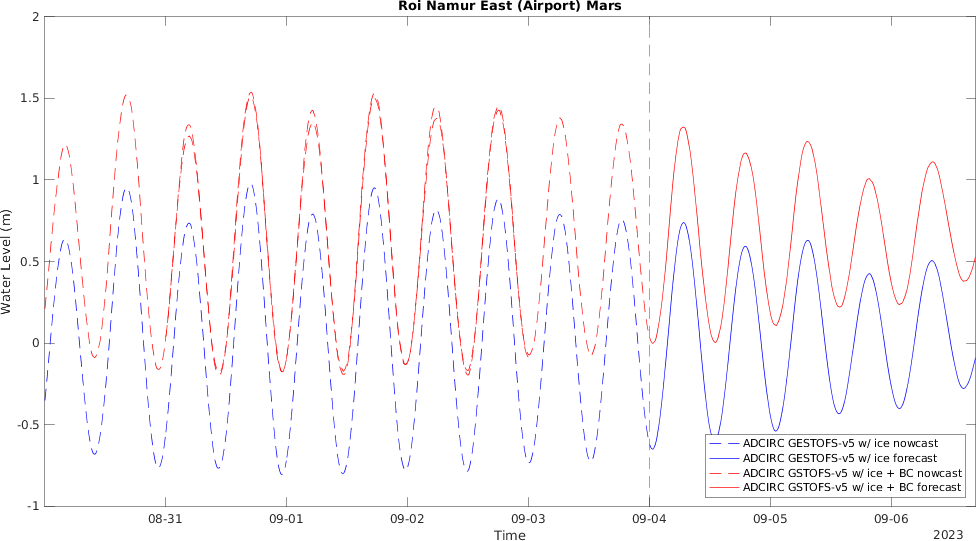 Roi Namur East (Airport) Mars
2
1.5
1
0.5
0
-0.5
-1
Water Level (m)
08-31
09-01
09-02
09-03
09-04
09-05
09-06
Time
2023
ADCIRC GESTOFS-v5 w/ ice nowcast
ADCIRC GESTOFS-v5 w/ ice forecast
ADCIRC GSTOFS-v5 w/ ice + BC nowcast
ADCIRC GSTOFS-v5 w/ ice + BC forecast